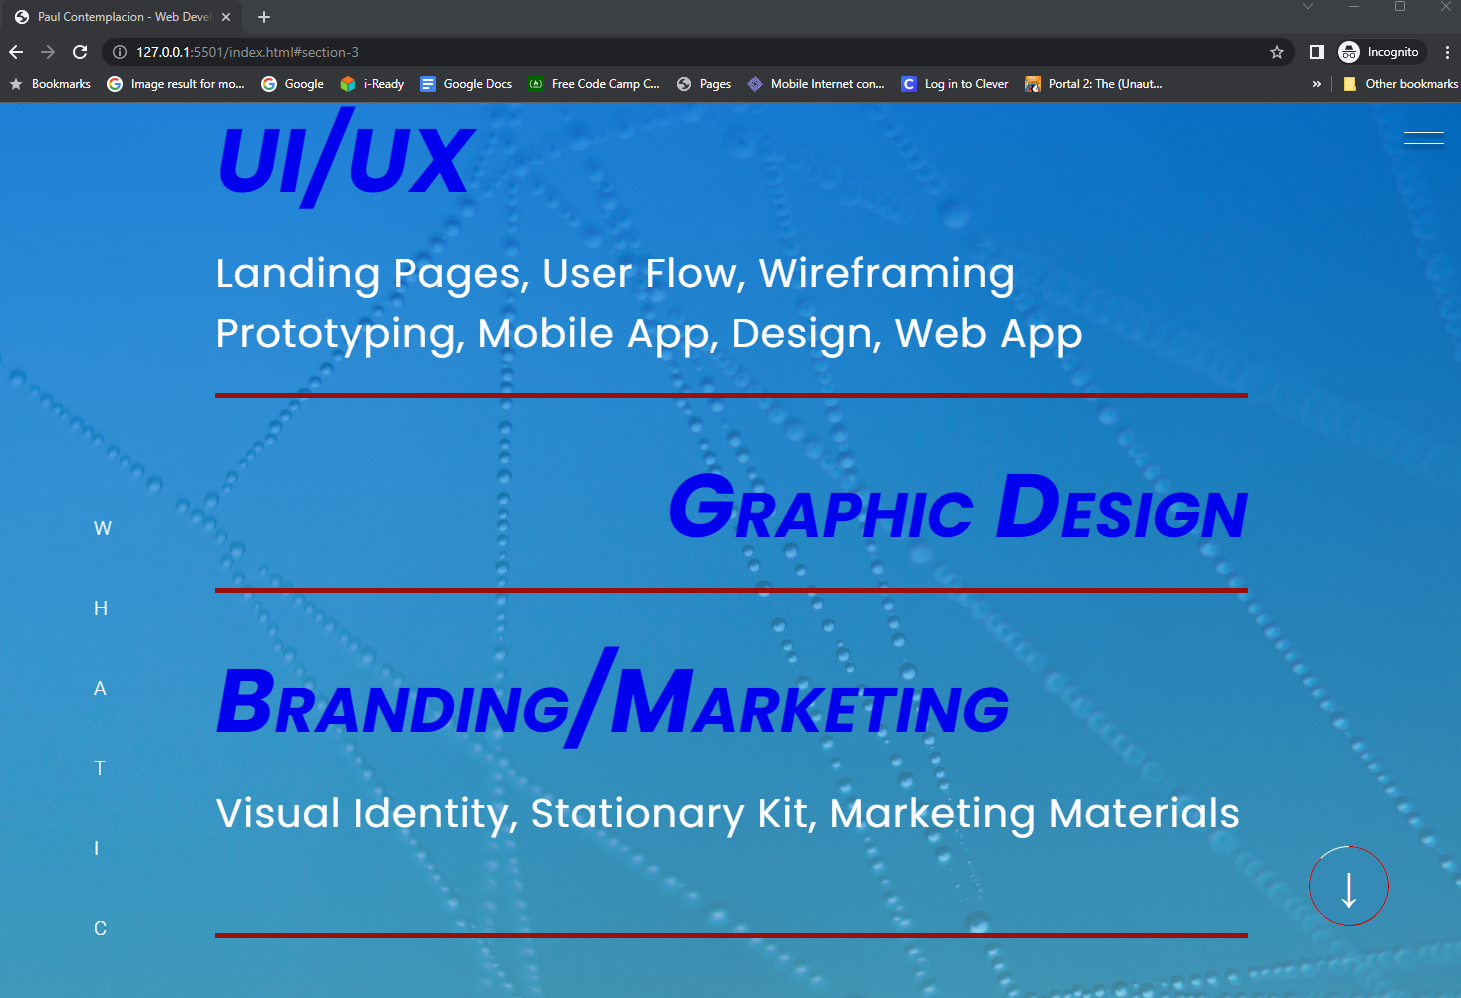 Paul Contemplacion - Web Devel
127.0.0.1:5501/index.html#section-3
Incognito
Bookmarks
Image result for mo...
Google
i-Ready
Google Docs
Free Code Camp C...
Pages
Mobile Internet con...
Log in to Clever
Portal 2: The (Unaut...
»
Other bookmarks
UI/UX
Landing Pages, User Flow, Wireframing
Prototyping, Mobile App, Design, Web App
Graphic Design
Branding/Marketing
Visual Identity, Stationary Kit, Marketing Materials
W
H
A
T
I
C